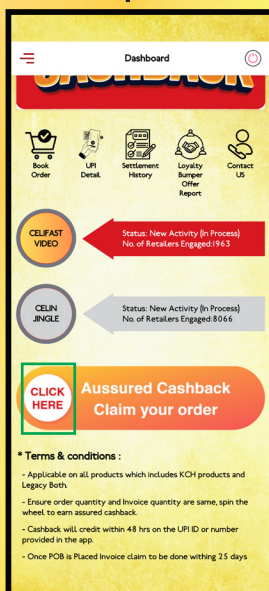 Dashboard
CASHBACK
Book
Order
UPI
Detail
Settlement
History
Loyalty
Bumper
Offer
Report
Contact
US
CELIFAST
VIDEO
Status: New Activity (In Process)
No. of Retailers Engaged:1963
CELIN
JINGLE
Status: New Activity (In Process)
No. of Retailers Engaged:8066
CLICK
HERE
Aussured Cashback
Claim your order
* Terms & conditions :
- Applicable on all products which includes KCH products and
Legacy Both.
- Ensure order quantity and Invoice quantity are same, spin the
wheel to earn assured cashback.
- Cashback will credit within 48 hrs on the UPI ID or number
provided in the app.
- Once POB is Placed Invoice claim to be done withing 25 days